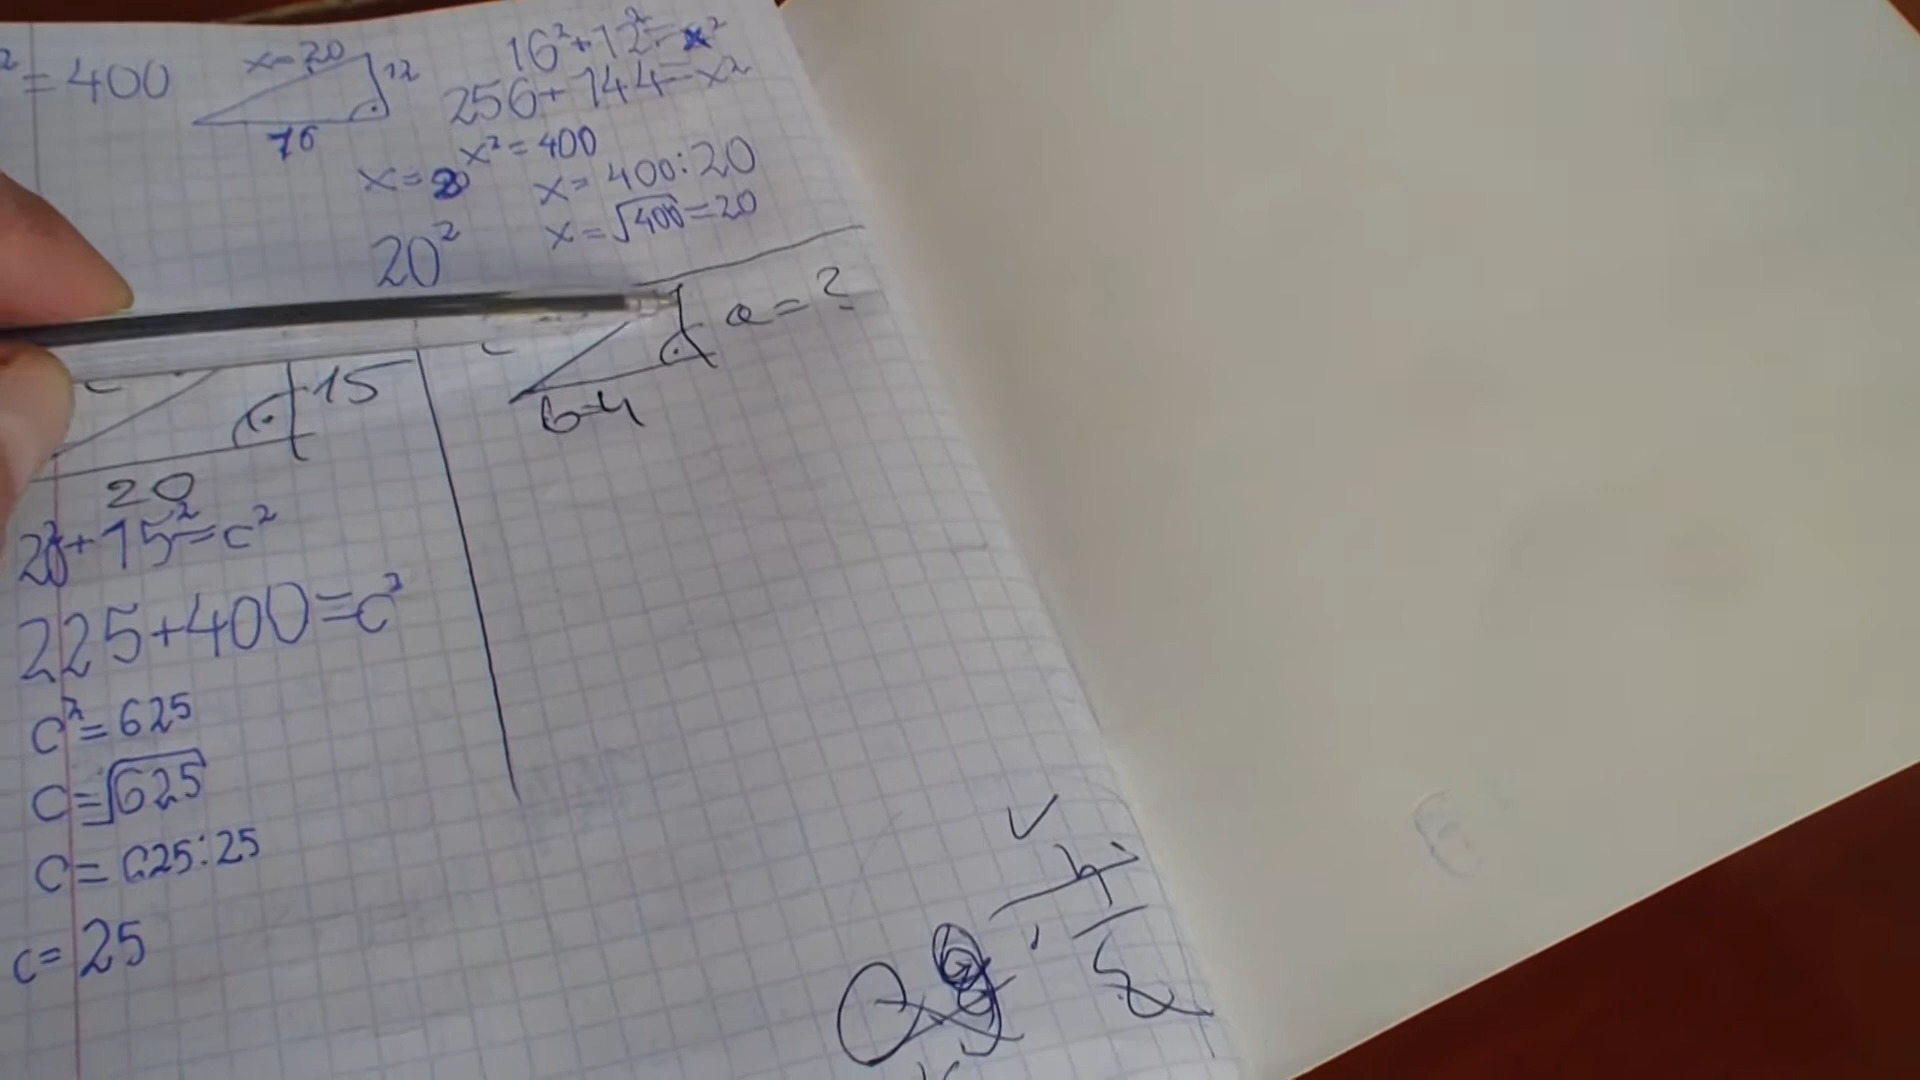 ² = 400
x=20
12
16
16²+12²=x²
256+144=x²
x²=400
x=20
x= 400:20
x=√400=20
20²
a=?
b=4
c
15
20
20²+15²=c²
225+400=c²
c²=625
c=√625
c= 625:25
c= 25